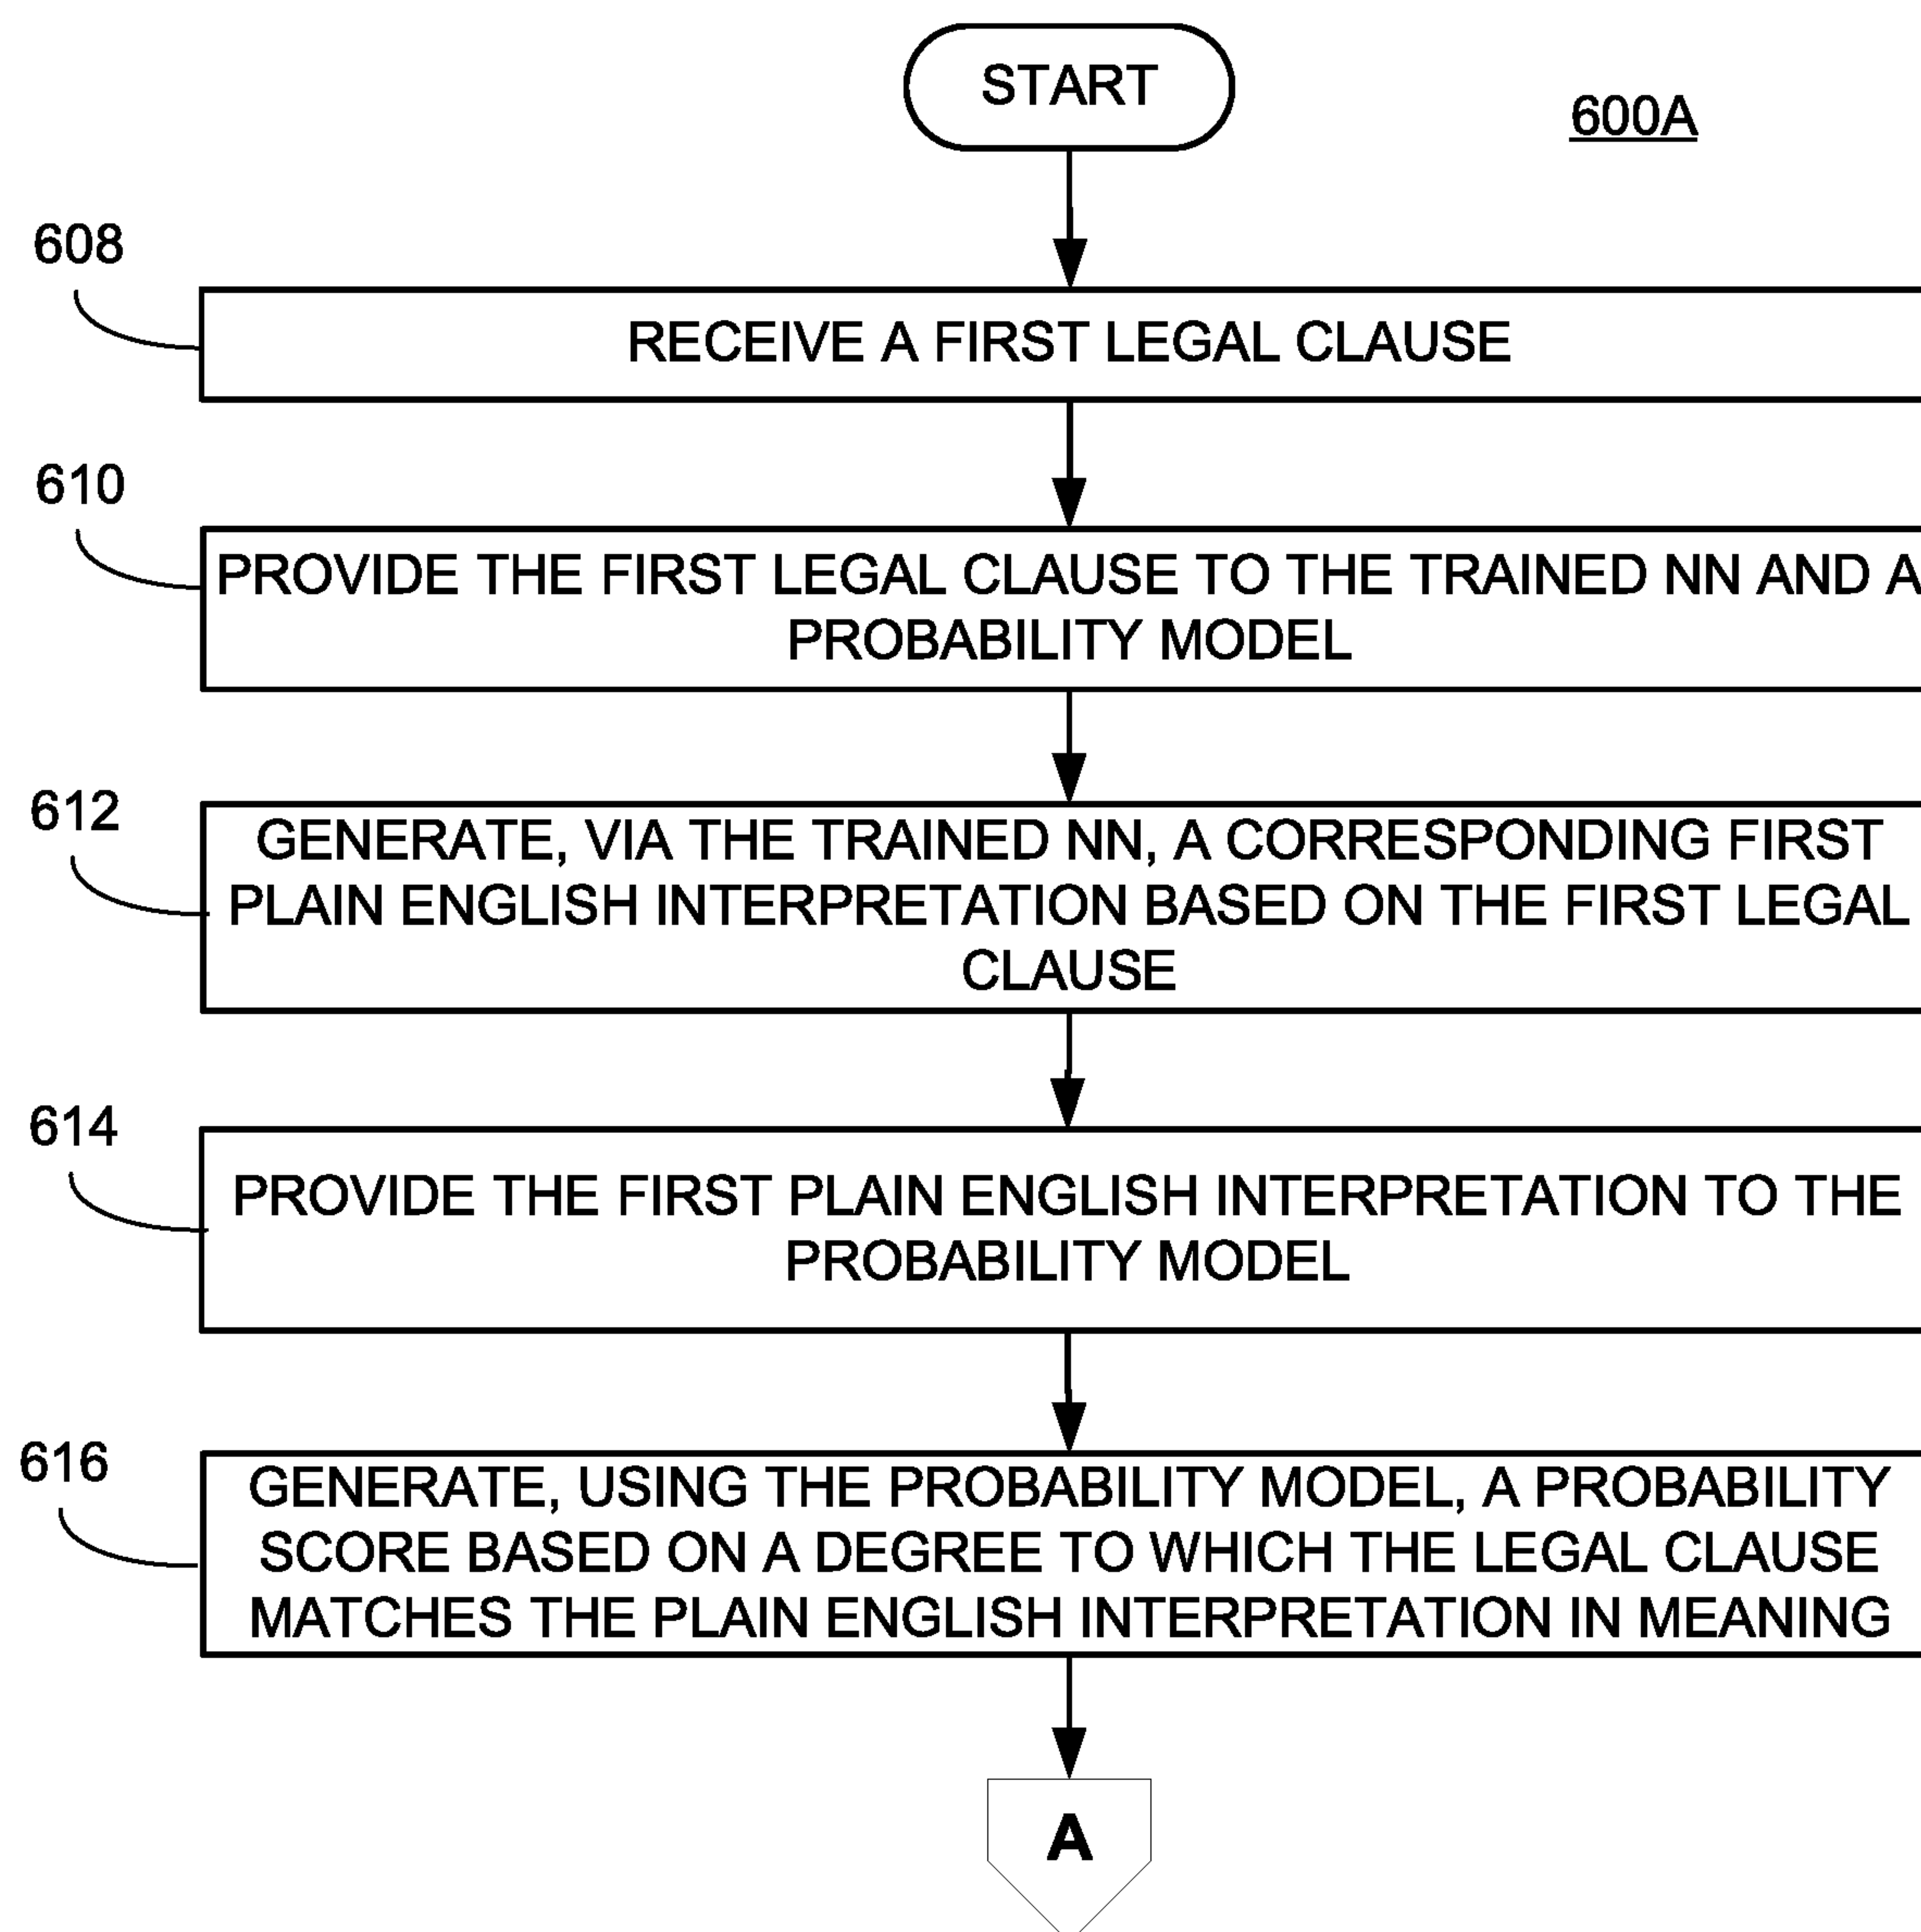 START
600A
608
RECEIVE A FIRST LEGAL CLAUSE
610
PROVIDE THE FIRST LEGAL CLAUSE TO THE TRAINED NN AND A
PROBABILITY MODEL
612
GENERATE, VIA THE TRAINED NN, A CORRESPONDING FIRST
PLAIN ENGLISH INTERPRETATION BASED ON THE FIRST LEGAL
CLAUSE
614
PROVIDE THE FIRST PLAIN ENGLISH INTERPRETATION TO THE
PROBABILITY MODEL
616
GENERATE, USING THE PROBABILITY MODEL, A PROBABILITY
SCORE BASED ON A DEGREE TO WHICH THE LEGAL CLAUSE
MATCHES THE PLAIN ENGLISH INTERPRETATION IN MEANING
A